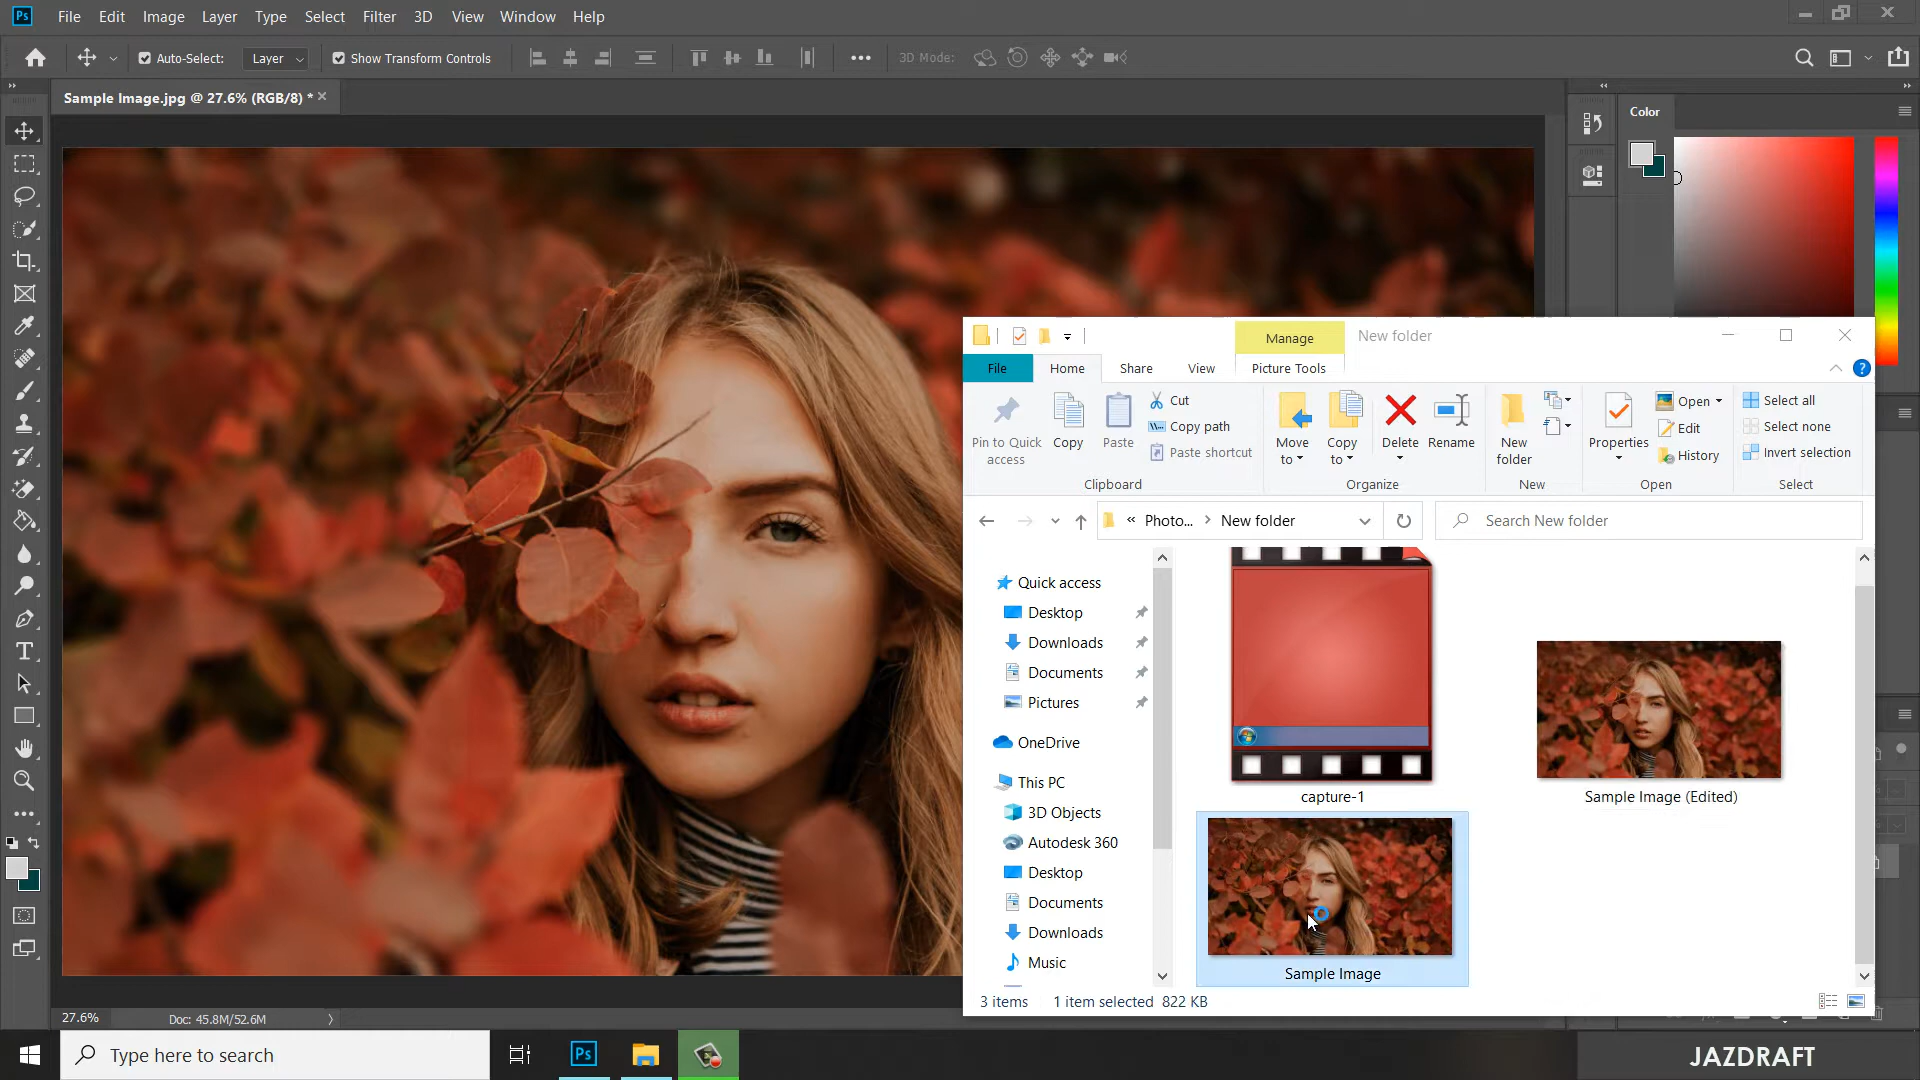 Ps File Edit Image Layer Type Select Filter 3D View Window Help
Auto-Select: Layer Show Transform Controls 3D Mode:
Sample Image.jpg @ 27.6% (RGB/8) *
Color
Manage New folder
File Home Share View Picture Tools
Pin to Quick access
Copy
Paste
Cut
Copy path
Paste shortcut
Clipboard
Move to
Copy to
Delete
Rename
Organize
New folder
New
Properties
Open
Edit
History
Open
Select all
Select none
Invert selection
Select
« Photo... New folder
Search New folder
Quick access
Desktop
Downloads
Documents
Pictures
OneDrive
This PC
3D Objects
Autodesk 360
Desktop
Documents
Downloads
Music
capture-1
Sample Image (Edited)
Sample Image
3 items 1 item selected 822 KB
27.6% Doc: 45.8M/52.6M
Type here to search
Ps
JAZDRAFT